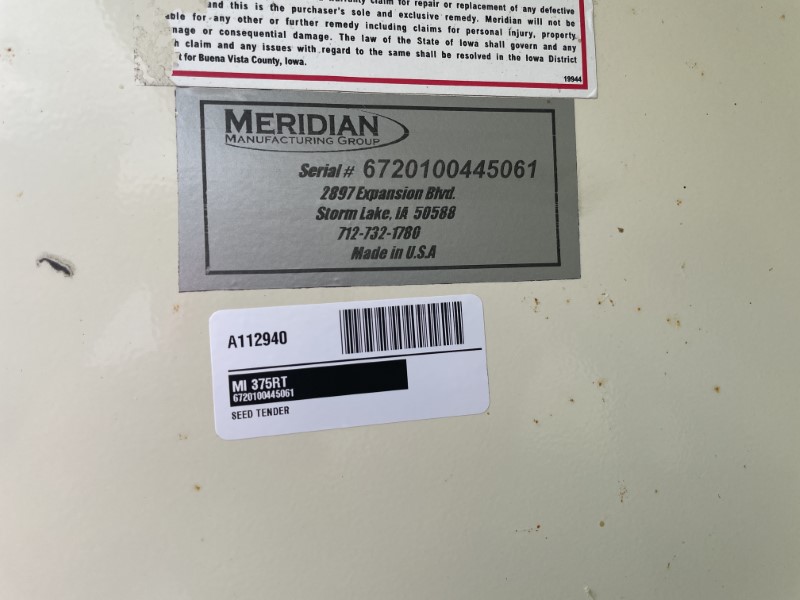 claim for repair or replacement of any defective
and this is the purchaser's sole and exclusive remedy. Meridian will not be
for any other or further remedy including claims for personal injury, property
or consequential damage. The law of the State of Iowa shall govern and any
claim and any issues with regard to the same shall be resolved in the Iowa District
for Buena Vista County, Iowa.
19944
MERIDIAN
MANUFACTURING GROUP
Serial # 6720100445061
2897 Expansion Blvd.
Storm Lake, IA 50588
712-732-1780
Made in U.S.A
A112940
MI 375RT
6720100445061
SEED TENDER